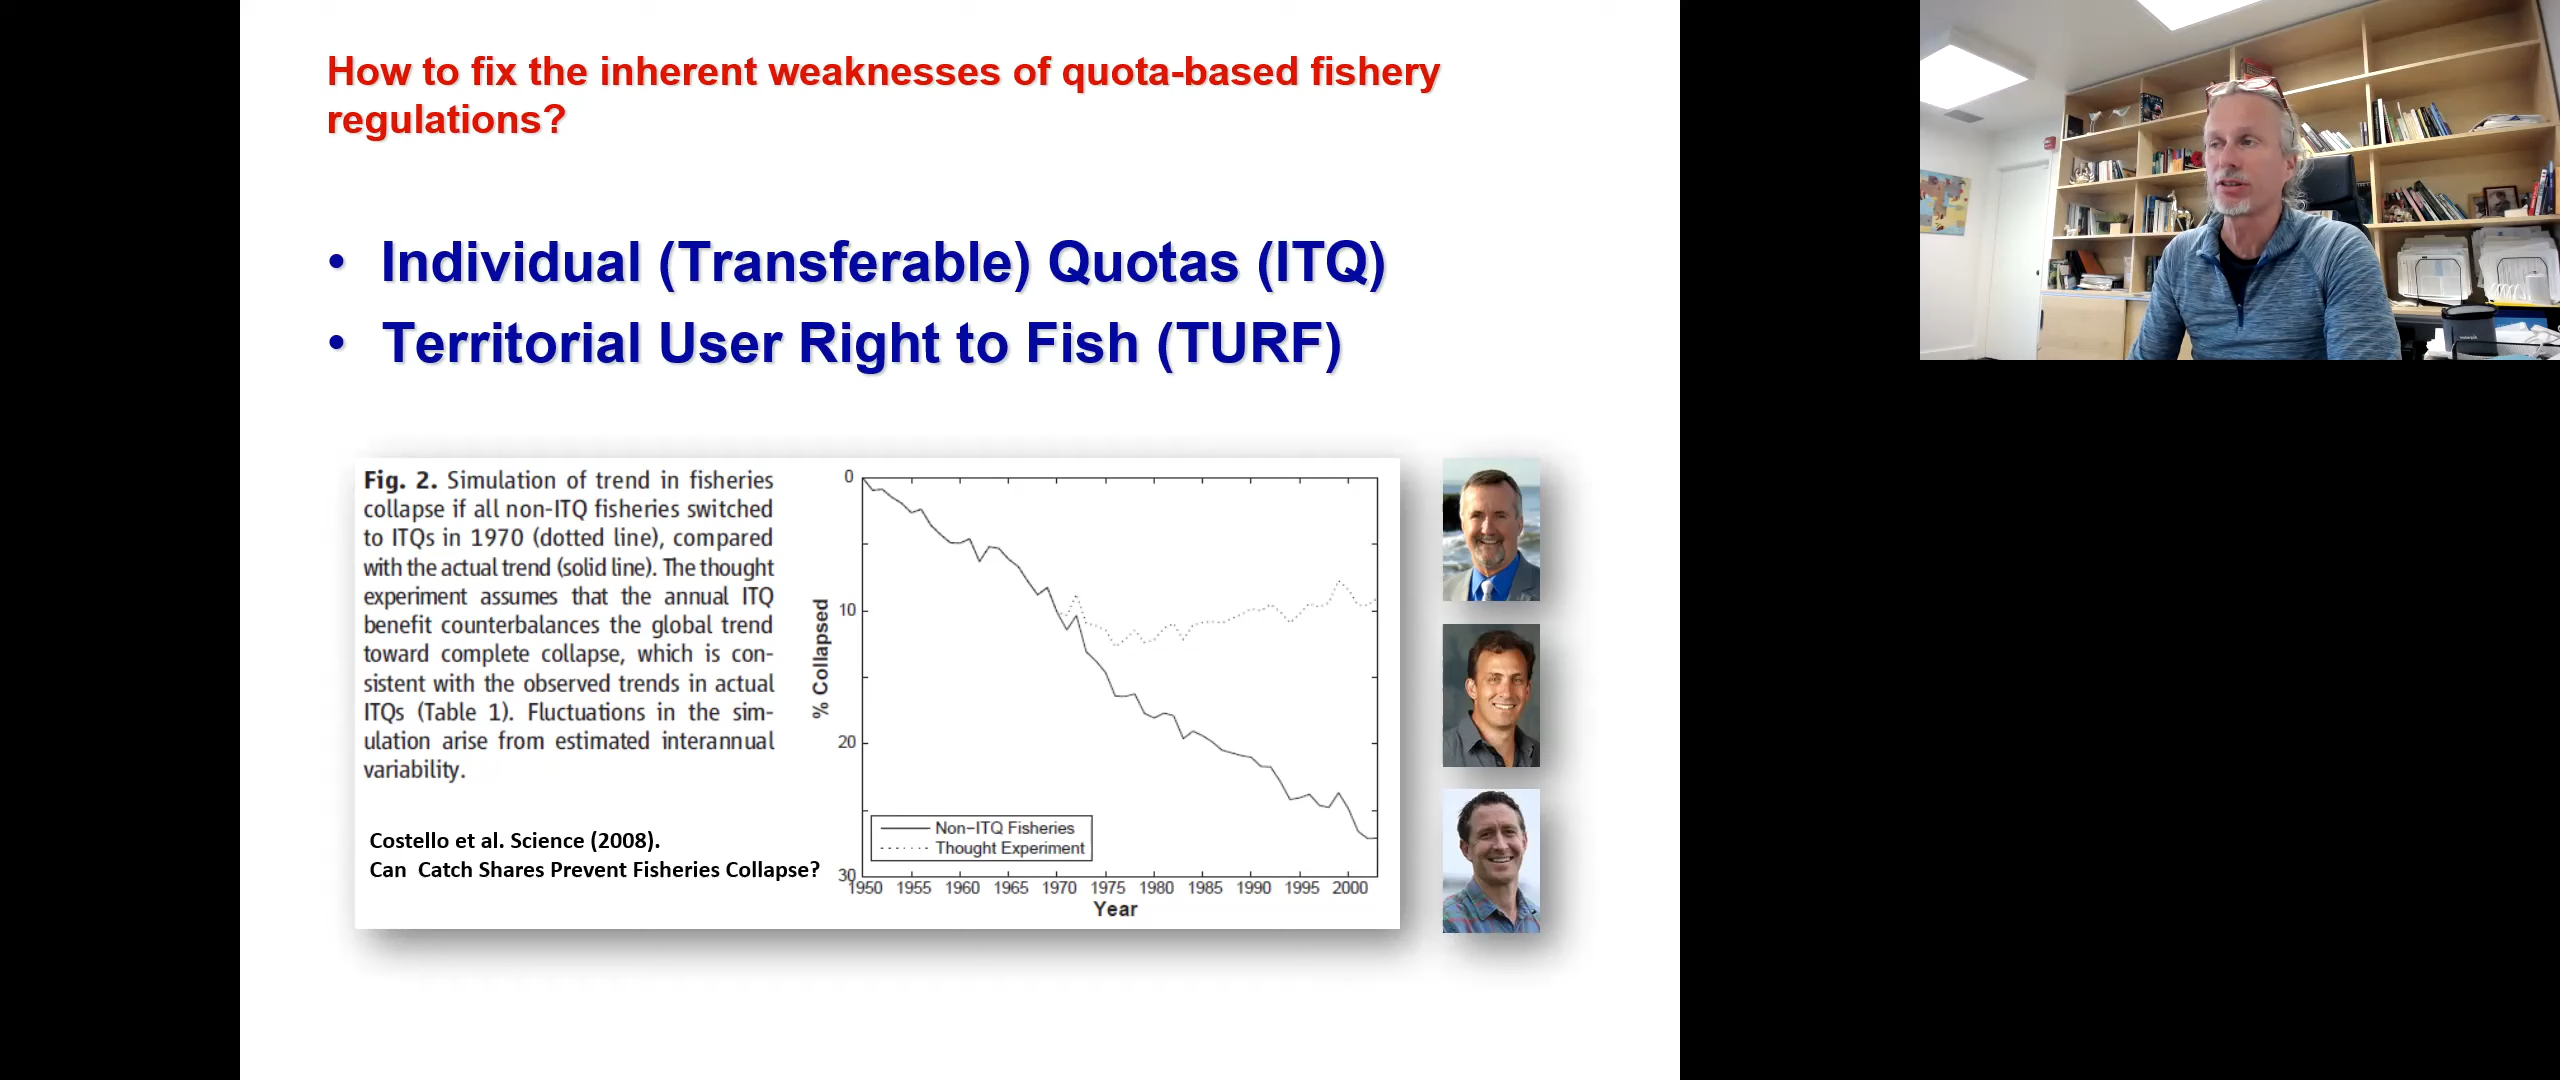 How to fix the inherent weaknesses of quota-based fishery
regulations?
• Individual (Transferable) Quotas (ITQ)
• Territorial User Right to Fish (TURF)
Fig. 2. Simulation of trend in fisheries
collapse if all non-ITQ fisheries switched
to ITQs in 1970 (dotted line), compared
with the actual trend (solid line). The thought
experiment assumes that the annual ITQ
benefit counterbalances the global trend
toward complete collapse, which is con-
sistent with the observed trends in actual
ITQs (Table 1). Fluctuations in the sim-
ulation arise from estimated interannual
variability.
Costello et al. Science (2008).
Can Catch Shares Prevent Fisheries Collapse?
% Collapsed
0
10
20
30
Non-ITQ Fisheries
Thought Experiment
1950 1955 1960 1965 1970 1975 1980 1985 1990 1995 2000
Year